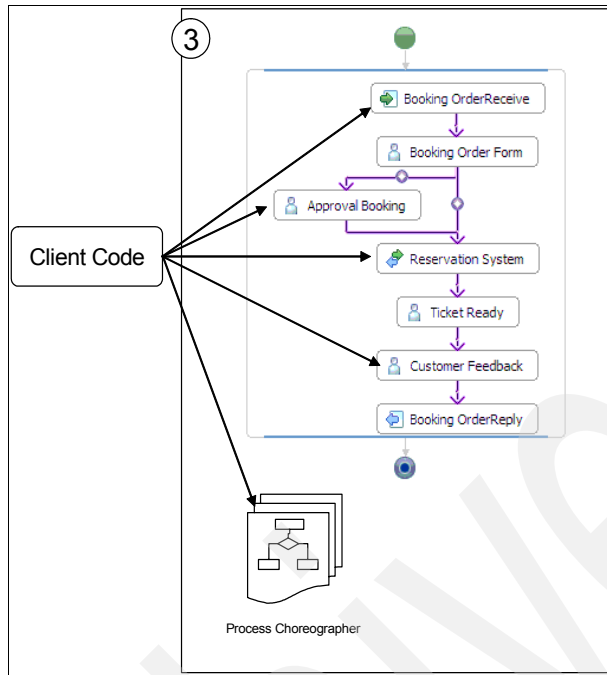 3
Booking OrderReceive
Booking Order Form
Approval Booking
Client Code
Reservation System
Ticket Ready
Customer Feedback
Booking OrderReply
Process Choreographer